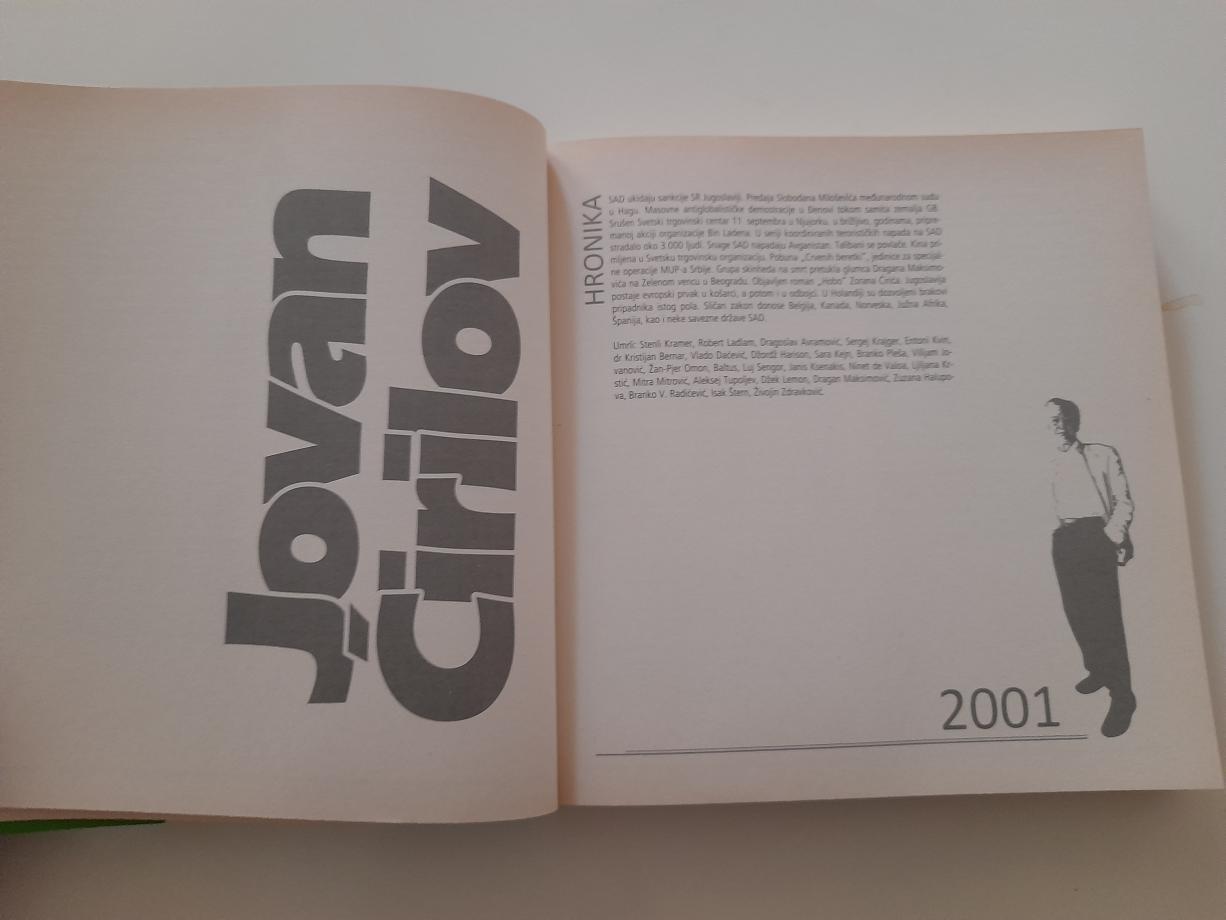 Jovan
Ćirilov
HRONIKA
SAD ukidaju sankcije SR Jugoslaviji. Predaja Slobodana Miloševića međunarodnom sudu
u Hagu. Masovne antiglobalističke demostracije u Đenovi tokom samita zemalja G8.
Srušen Svetski trgovinski centar 11. septembra u Njujorku, u brižljivo, godinama, pripre-
manoj akciji organizacije Bin Ladena. U seriji koordiniranih terorističkih napada na SAD
stradalo oko 3.000 ljudi. Snage SAD napadaju Avganistan. Talibani se povlače. Kina pri-
mljena u Svetsku trgovinsku organizaciju. Pobuna „Crvenih beretki", jedinice za specijal-
ne operacije MUP-a Srbije. Grupa skinheda na smrt pretukla glumca Dragana Maksimo-
vića na Zelenom vencu u Beogradu. Objavljen roman „Hobo" Zorana Ćirića. Jugoslavija
postaje evropski prvak u košarci, a potom i u odbojci. U Holandiji su dozvoljeni brakovi
pripadnika istog pola. Sličan zakon donose Belgija, Kanada, Norveska, Južna Afrika,
Španija, kao i neke savezne države SAD.
Umrli: Stenli Kramer, Robert Ladlam, Dragoslav Avramović, Sergej Krajger, Entoni Kvin,
dr Kristijan Bernar, Vlado Dačević, Džordž Harison, Sara Kejn, Branko Pleša, Vilijam Jo-
vanović, Žan-Pjer Omon, Baltus, Luj Sengor, Janis Ksenakis, Ninet de Valoa, Ljiljana Kr-
stić, Mitra Mitrović, Aleksej Tupoljev, Džek Lemon, Dragan Maksimović, Zuzana Halupo-
va, Branko V. Radičević, Isak Štern, Živojin Zdravković.
2001